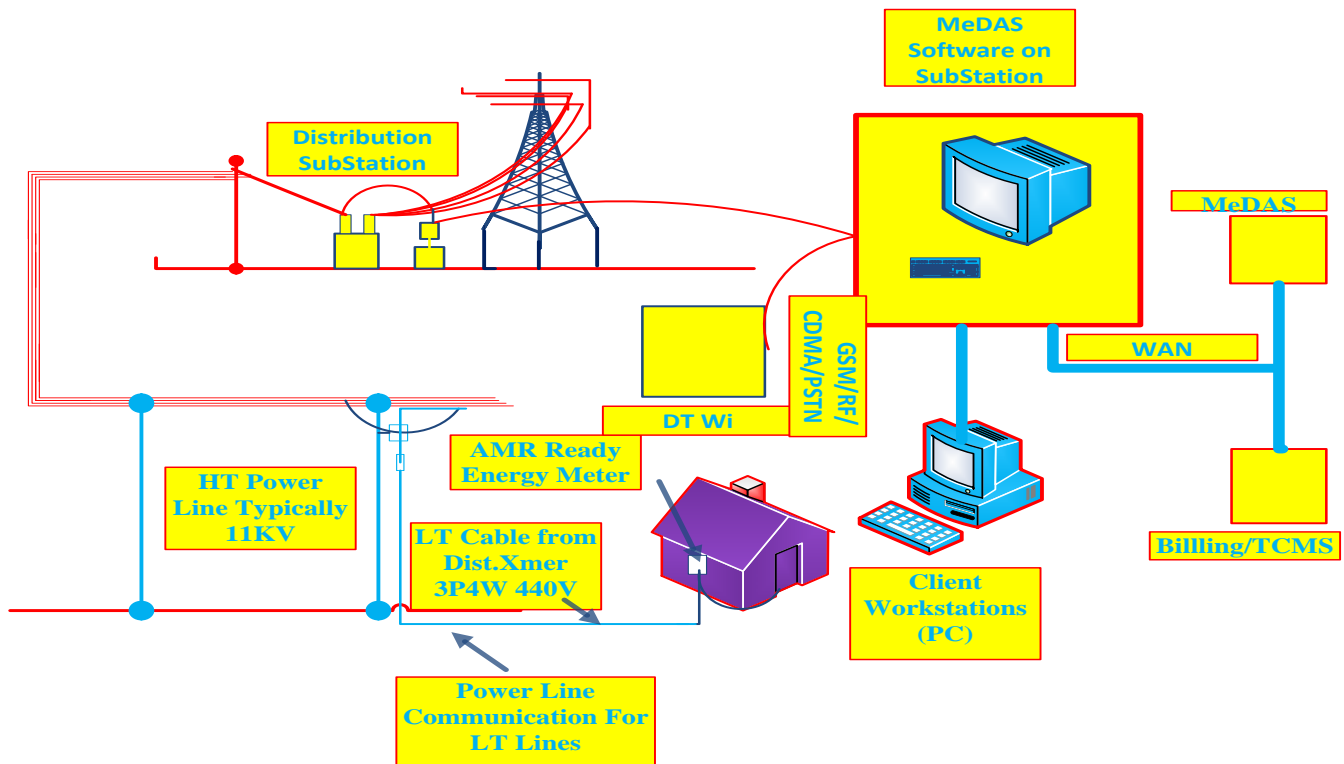 MeDAS
Software on
SubStation
Distribution
SubStation
MeDAS
GSM/RF/
CDMA/PSTN
WAN
DT Wi
AMR Ready
Energy Meter
HT Power
Line Typically
11KV
LT Cable from
Dist.Xmer
3P4W 440V
Billling/TCMS
Client
Workstations
(PC)
Power Line
Communication For
LT Lines